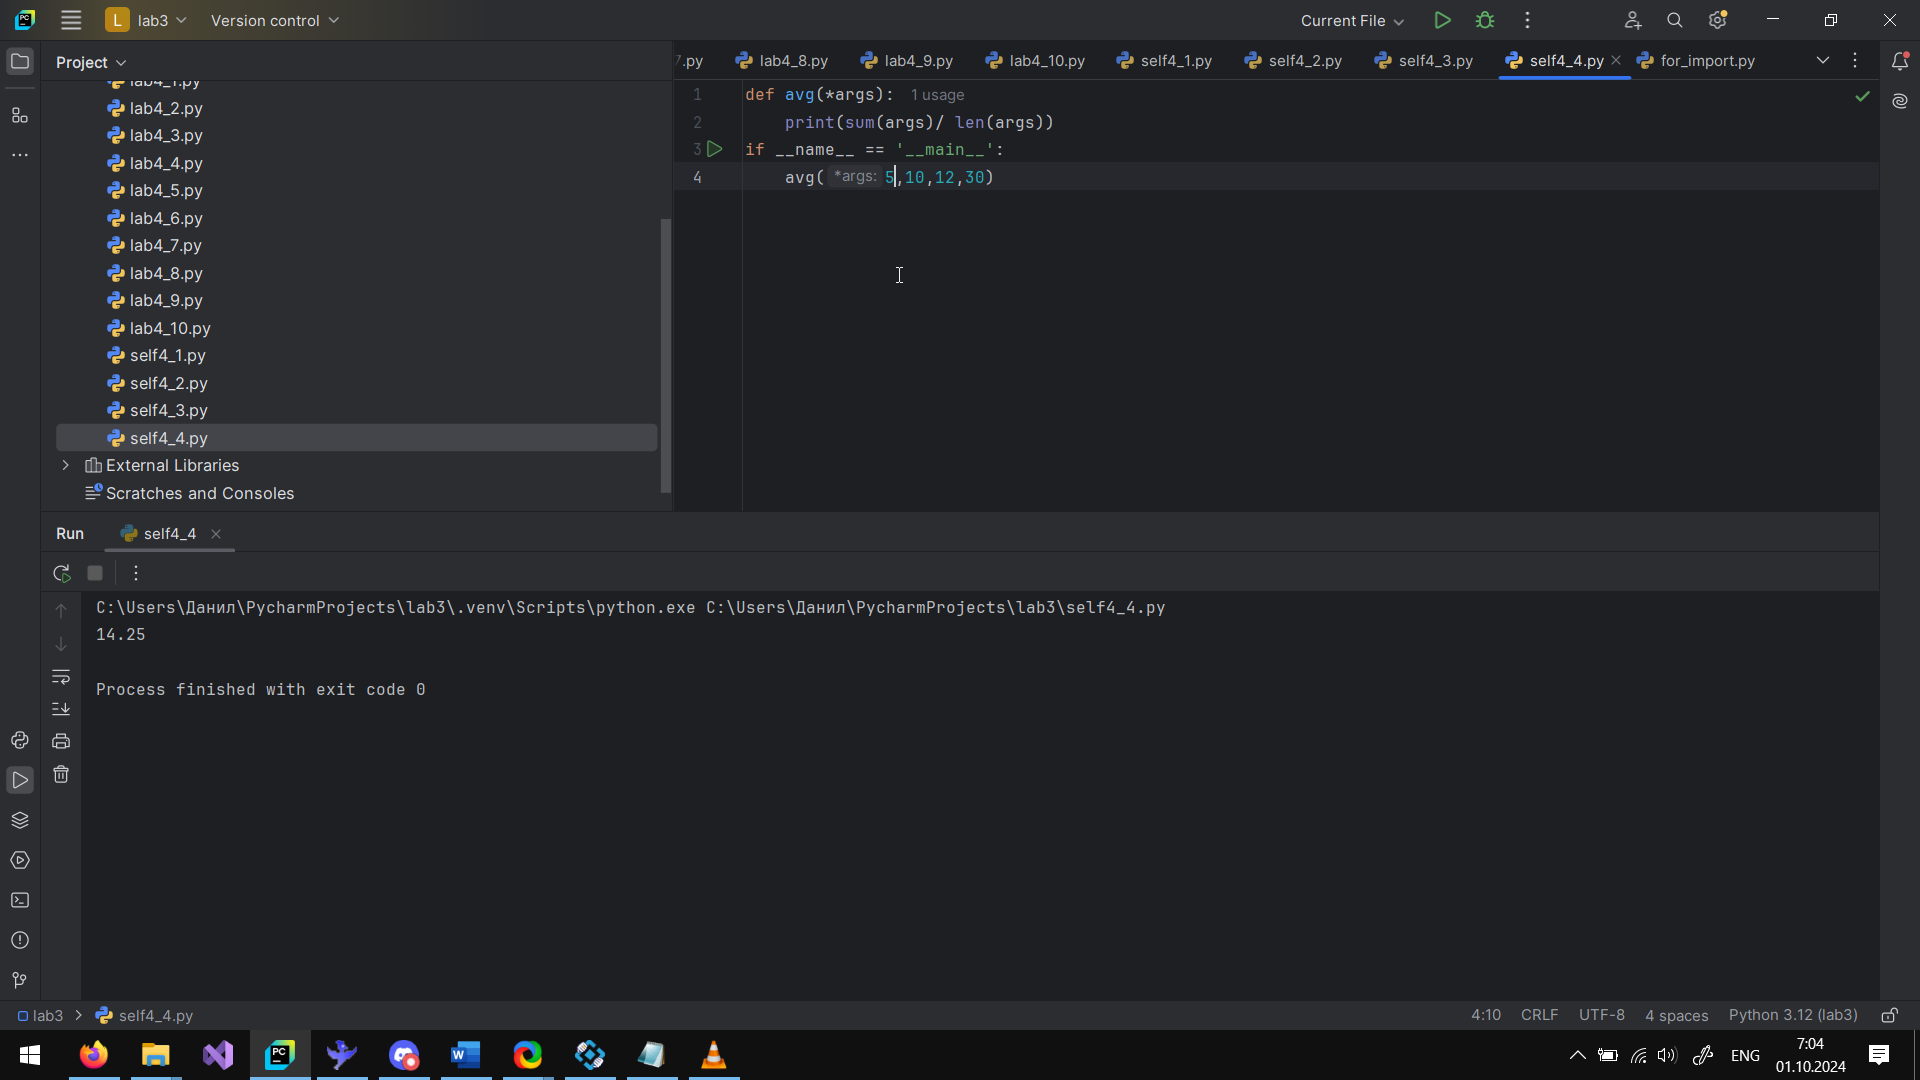 L lab3 Version control Current File
Project
7.py lab4_8.py lab4_9.py lab4_10.py self4_1.py self4_2.py self4_3.py self4_4.py for_import.py
lab4_1.py
lab4_2.py
lab4_3.py
lab4_4.py
lab4_5.py
lab4_6.py
lab4_7.py
lab4_8.py
lab4_9.py
lab4_10.py
self4_1.py
self4_2.py
self4_3.py
self4_4.py
External Libraries
Scratches and Consoles
1 def avg(*args): 1 usage
2 print(sum(args)/ len(args))
3 if __name__ == '__main__':
4 avg( *args: 5,10,12,30)
Run self4_4
C:\Users\Данил\PycharmProjects\lab3\.venv\Scripts\python.exe C:\Users\Данил\PycharmProjects\lab3\self4_4.py
14.25
Process finished with exit code 0
lab3 > self4_4.py 4:10 CRLF UTF-8 4 spaces Python 3.12 (lab3)
ENG
7:04
01.10.2024